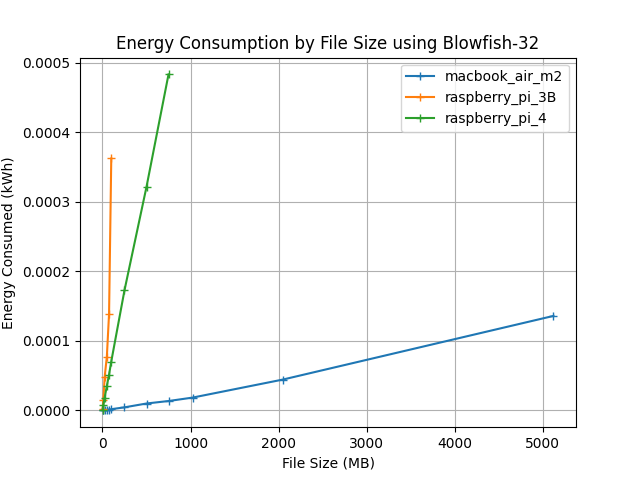 Energy Consumption by File Size using Blowfish-32
macbook_air_m2
raspberry_pi_3B
raspberry_pi_4
Energy Consumed (kWh)
0.0005
0.0004
0.0003
0.0002
0.0001
0.0000
0 1000 2000 3000 4000 5000
File Size (MB)